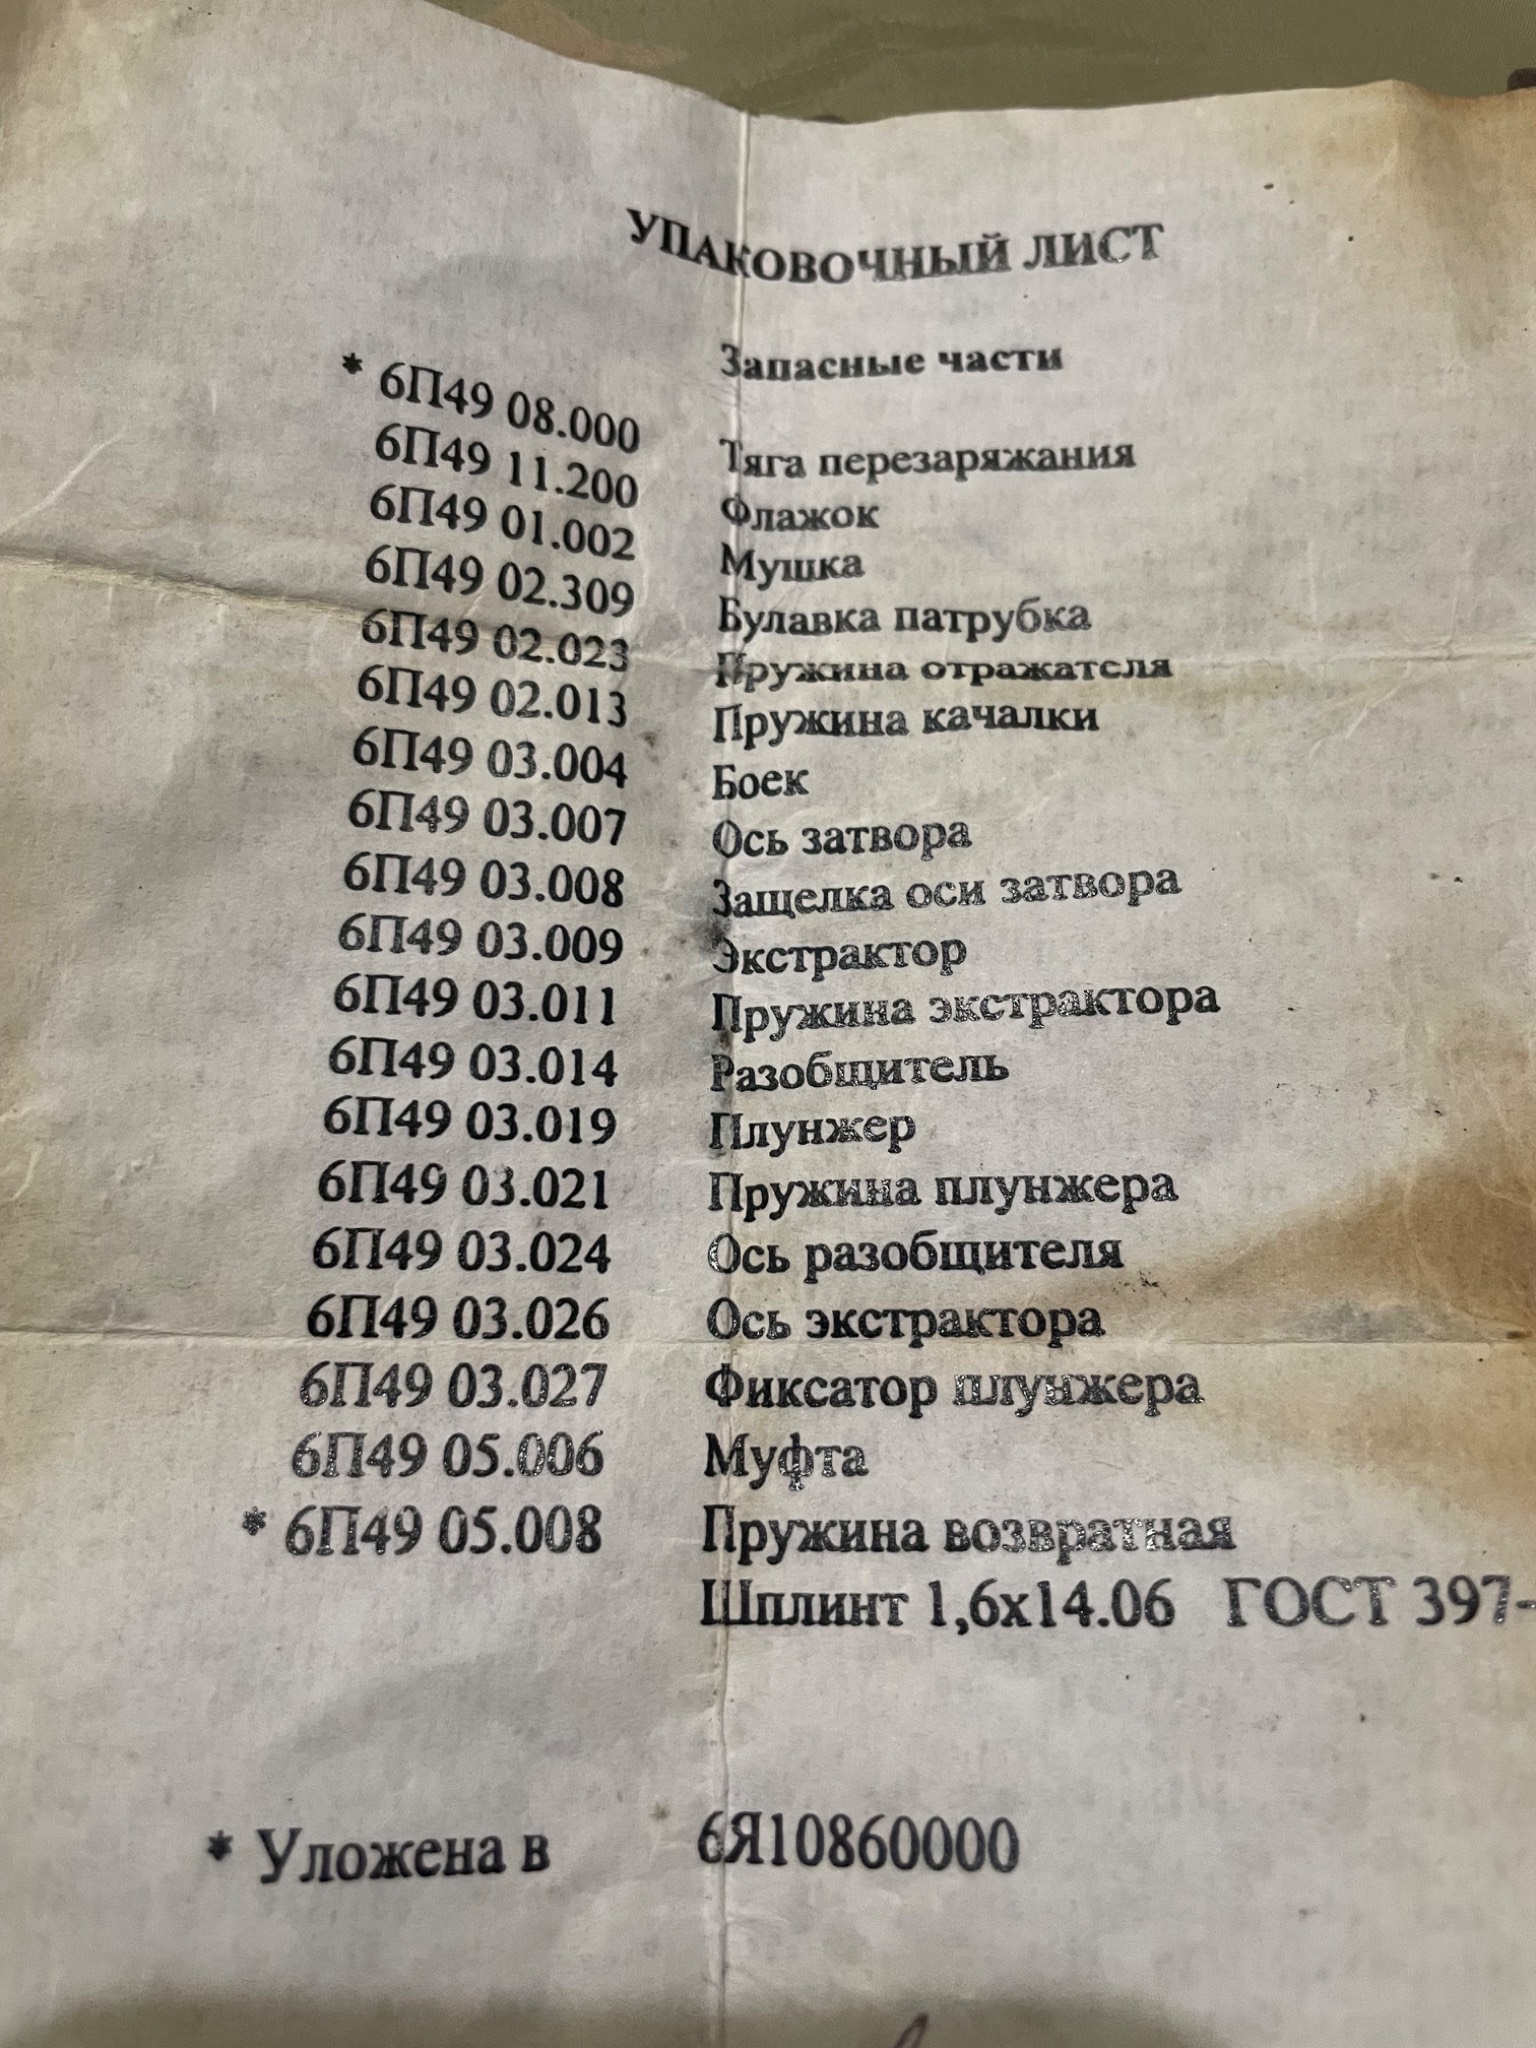 УПАКОВОЧНЫЙ ЛИСТ
Запасные части
* 6П49 08.000 Тяга перезаряжания
6П49 11.200 Флажок
6П49 01.002 Мушка
6П49 02.309 Булавка патрубка
6П49 02.023 Пружина отражателя
6П49 02.013 Пружина качалки
6П49 03.004 Боек
6П49 03.007 Ось затвора
6П49 03.008 Защелка оси затвора
6П49 03.009 Экстрактор
6П49 03.011 Пружина экстрактора
6П49 03.014 Разобщитель
6П49 03.019 Плунжер
6П49 03.021 Пружина плунжера
6П49 03.024 Ось разобщителя
6П49 03.026 Ось экстрактора
6П49 03.027 Фиксатор плунжера
6П49 05.006 Муфта
* 6П49 05.008 Пружина возвратная
Шплинт 1,6х14.06 ГОСТ 397-
* Уложена в 6Я10860000